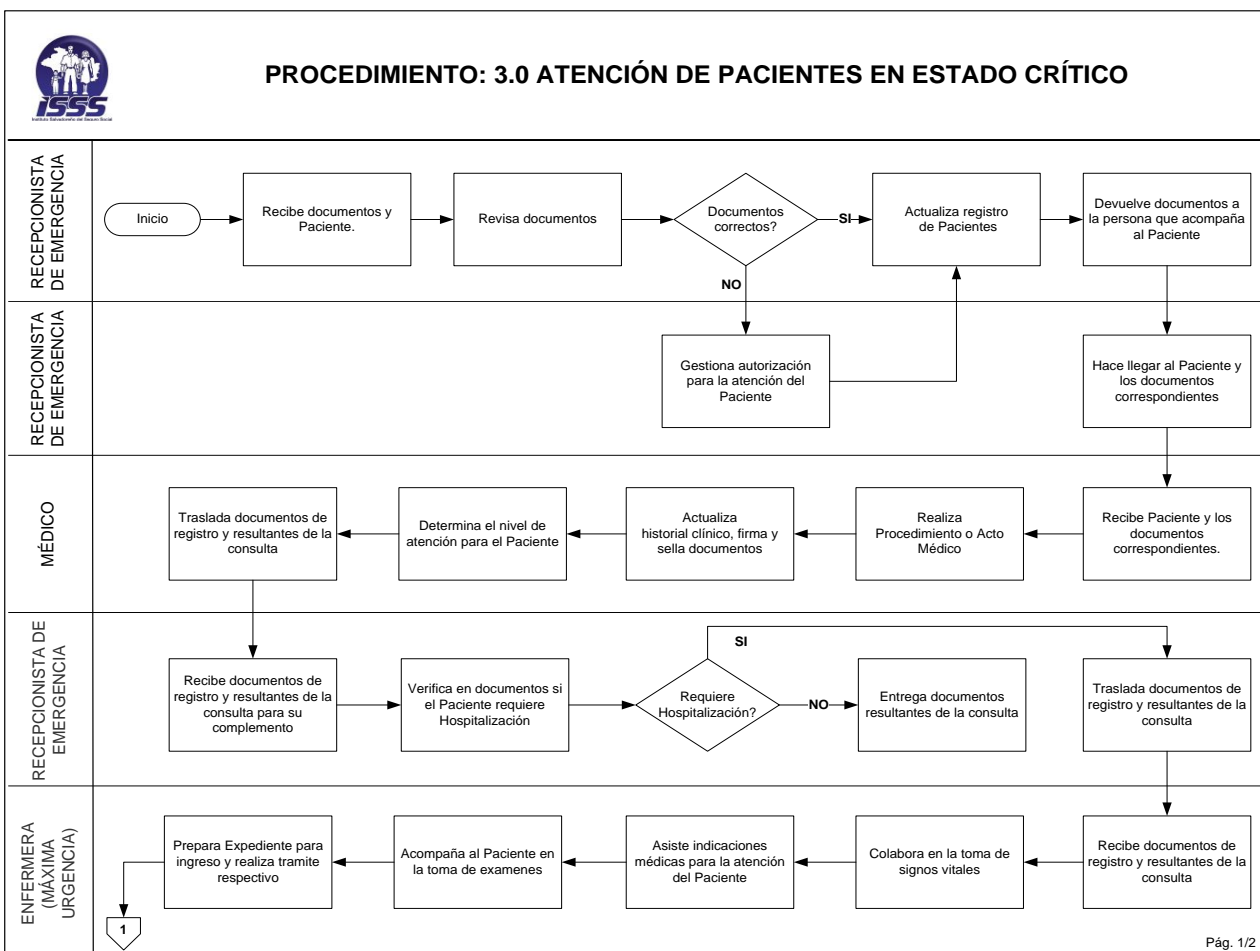 ISSS
Instituto Salvadoreño del Seguro Social
PROCEDIMIENTO: 3.0 ATENCIÓN DE PACIENTES EN ESTADO CRÍTICO
RECEPCIONISTA
DE EMERGENCIA
Inicio
Recibe documentos y
Paciente.
Revisa documentos
Documentos
correctos?
SI
NO
Actualiza registro
de Pacientes
Devuelve documentos a
la persona que acompaña
al Paciente
RECEPCIONISTA
DE EMERGENCIA
Gestiona autorización
para la atención del
Paciente
Hace llegar al Paciente y
los documentos
correspondientes
MÉDICO
Traslada documentos de
registro y resultantes de la
consulta
Determina el nivel de
atención para el Paciente
Actualiza
historial clínico, firma y
sella documentos
Realiza
Procedimiento o Acto
Médico
Recibe Paciente y los
documentos
correspondientes.
RECEPCIONISTA DE
EMERGENCIA
Recibe documentos de
registro y resultantes de la
consulta para su
complemento
Verifica en documentos si
el Paciente requiere
Hospitalización
Requiere
Hospitalización?
SI
NO
Entrega documentos
resultantes de la consulta
Traslada documentos de
registro y resultantes de la
consulta
ENFERMERA
(MÁXIMA
URGENCIA)
Prepara Expediente para
ingreso y realiza tramite
respectivo
Acompaña al Paciente en
la toma de examenes
Asiste indicaciones
médicas para la atención
del Paciente
Colabora en la toma de
signos vitales
Recibe documentos de
registro y resultantes de la
consulta
1
Pág. 1/2